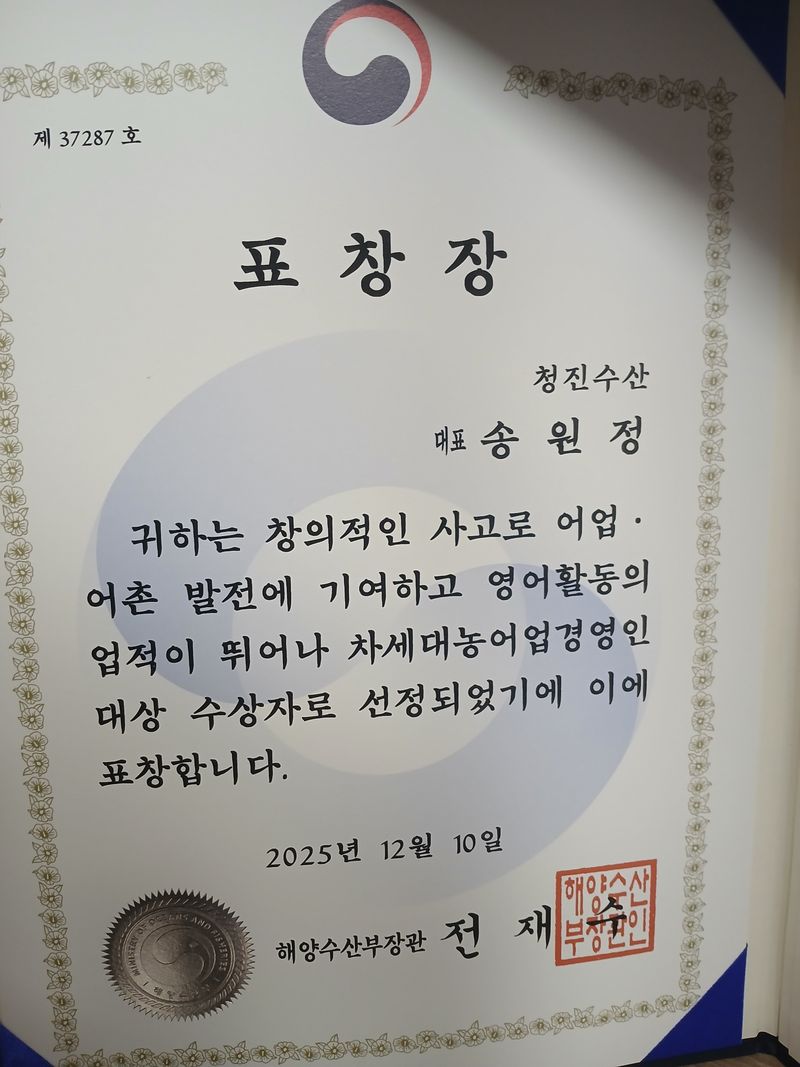 제 37287 호
표 창 장
청진수산
대표 송 원 정
귀하는 창의적인 사고로 어업·
어촌 발전에 기여하고 영어활동의
업적이 뛰어나 차세대농어업경영인
대상 수상자로 선정되었기에 이에
표창합니다.
2025년 12월 10일
해양수산부장관 전 재 수
해양수산
부장관인
MINISTRY OF OCEANS AND FISHERIES